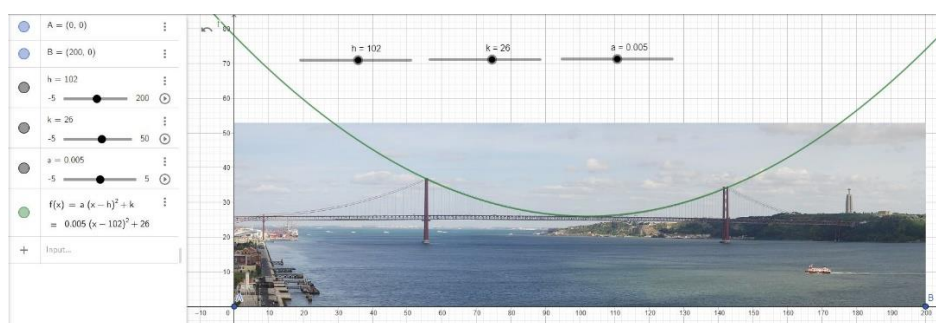 A = (0, 0)
B = (200, 0)
h = 102
-5 200
k = 26
-5 50
a = 0.005
-5 5
f(x) = a (x − h)² + k
= 0.005 (x − 102)² + 26
+ Input...
h = 102
k = 26
a = 0.005
80
70
60
50
40
30
20
10
A
B
-10 0 10 20 30 40 50 60 70 80 90 100 110 120 130 140 150 160 170 180 190 200